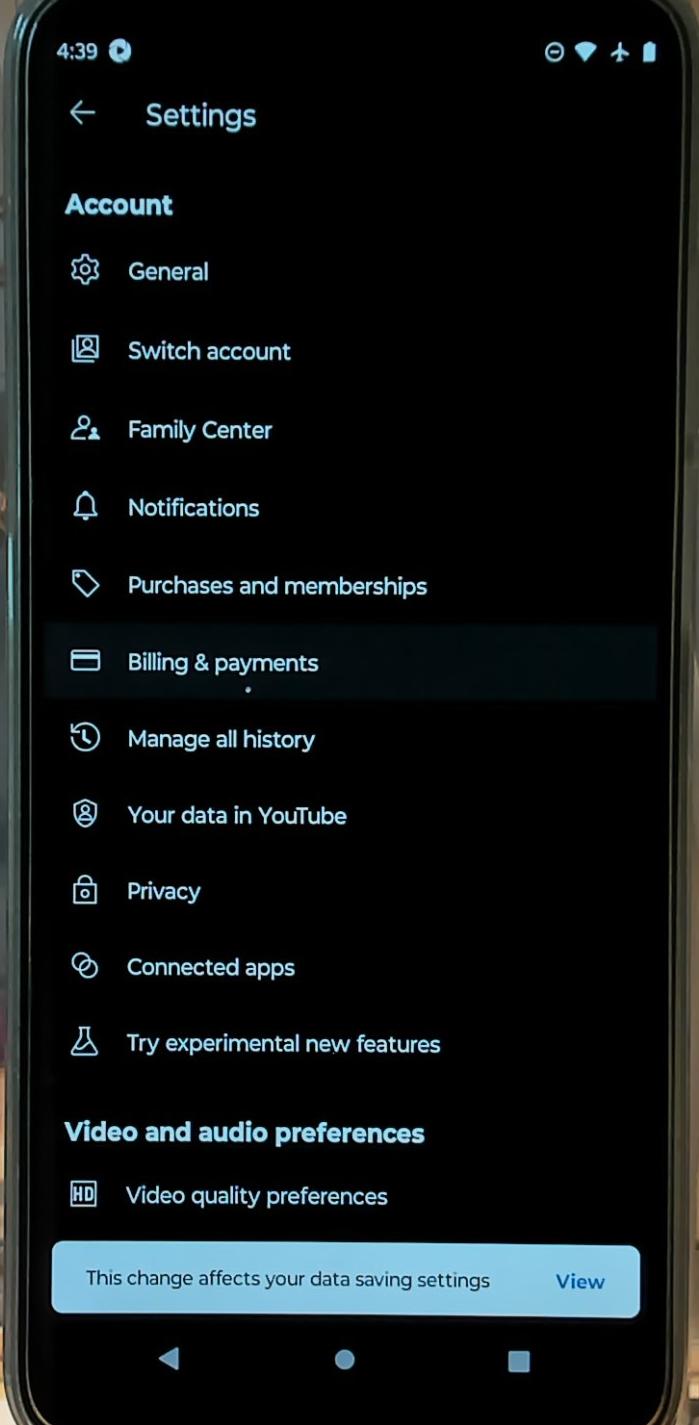 4:39
Settings
Account
General
Switch account
Family Center
Notifications
Purchases and memberships
Billing & payments
Manage all history
Your data in YouTube
Privacy
Connected apps
Try experimental new features
Video and audio preferences
HD Video quality preferences
This change affects your data saving settings View